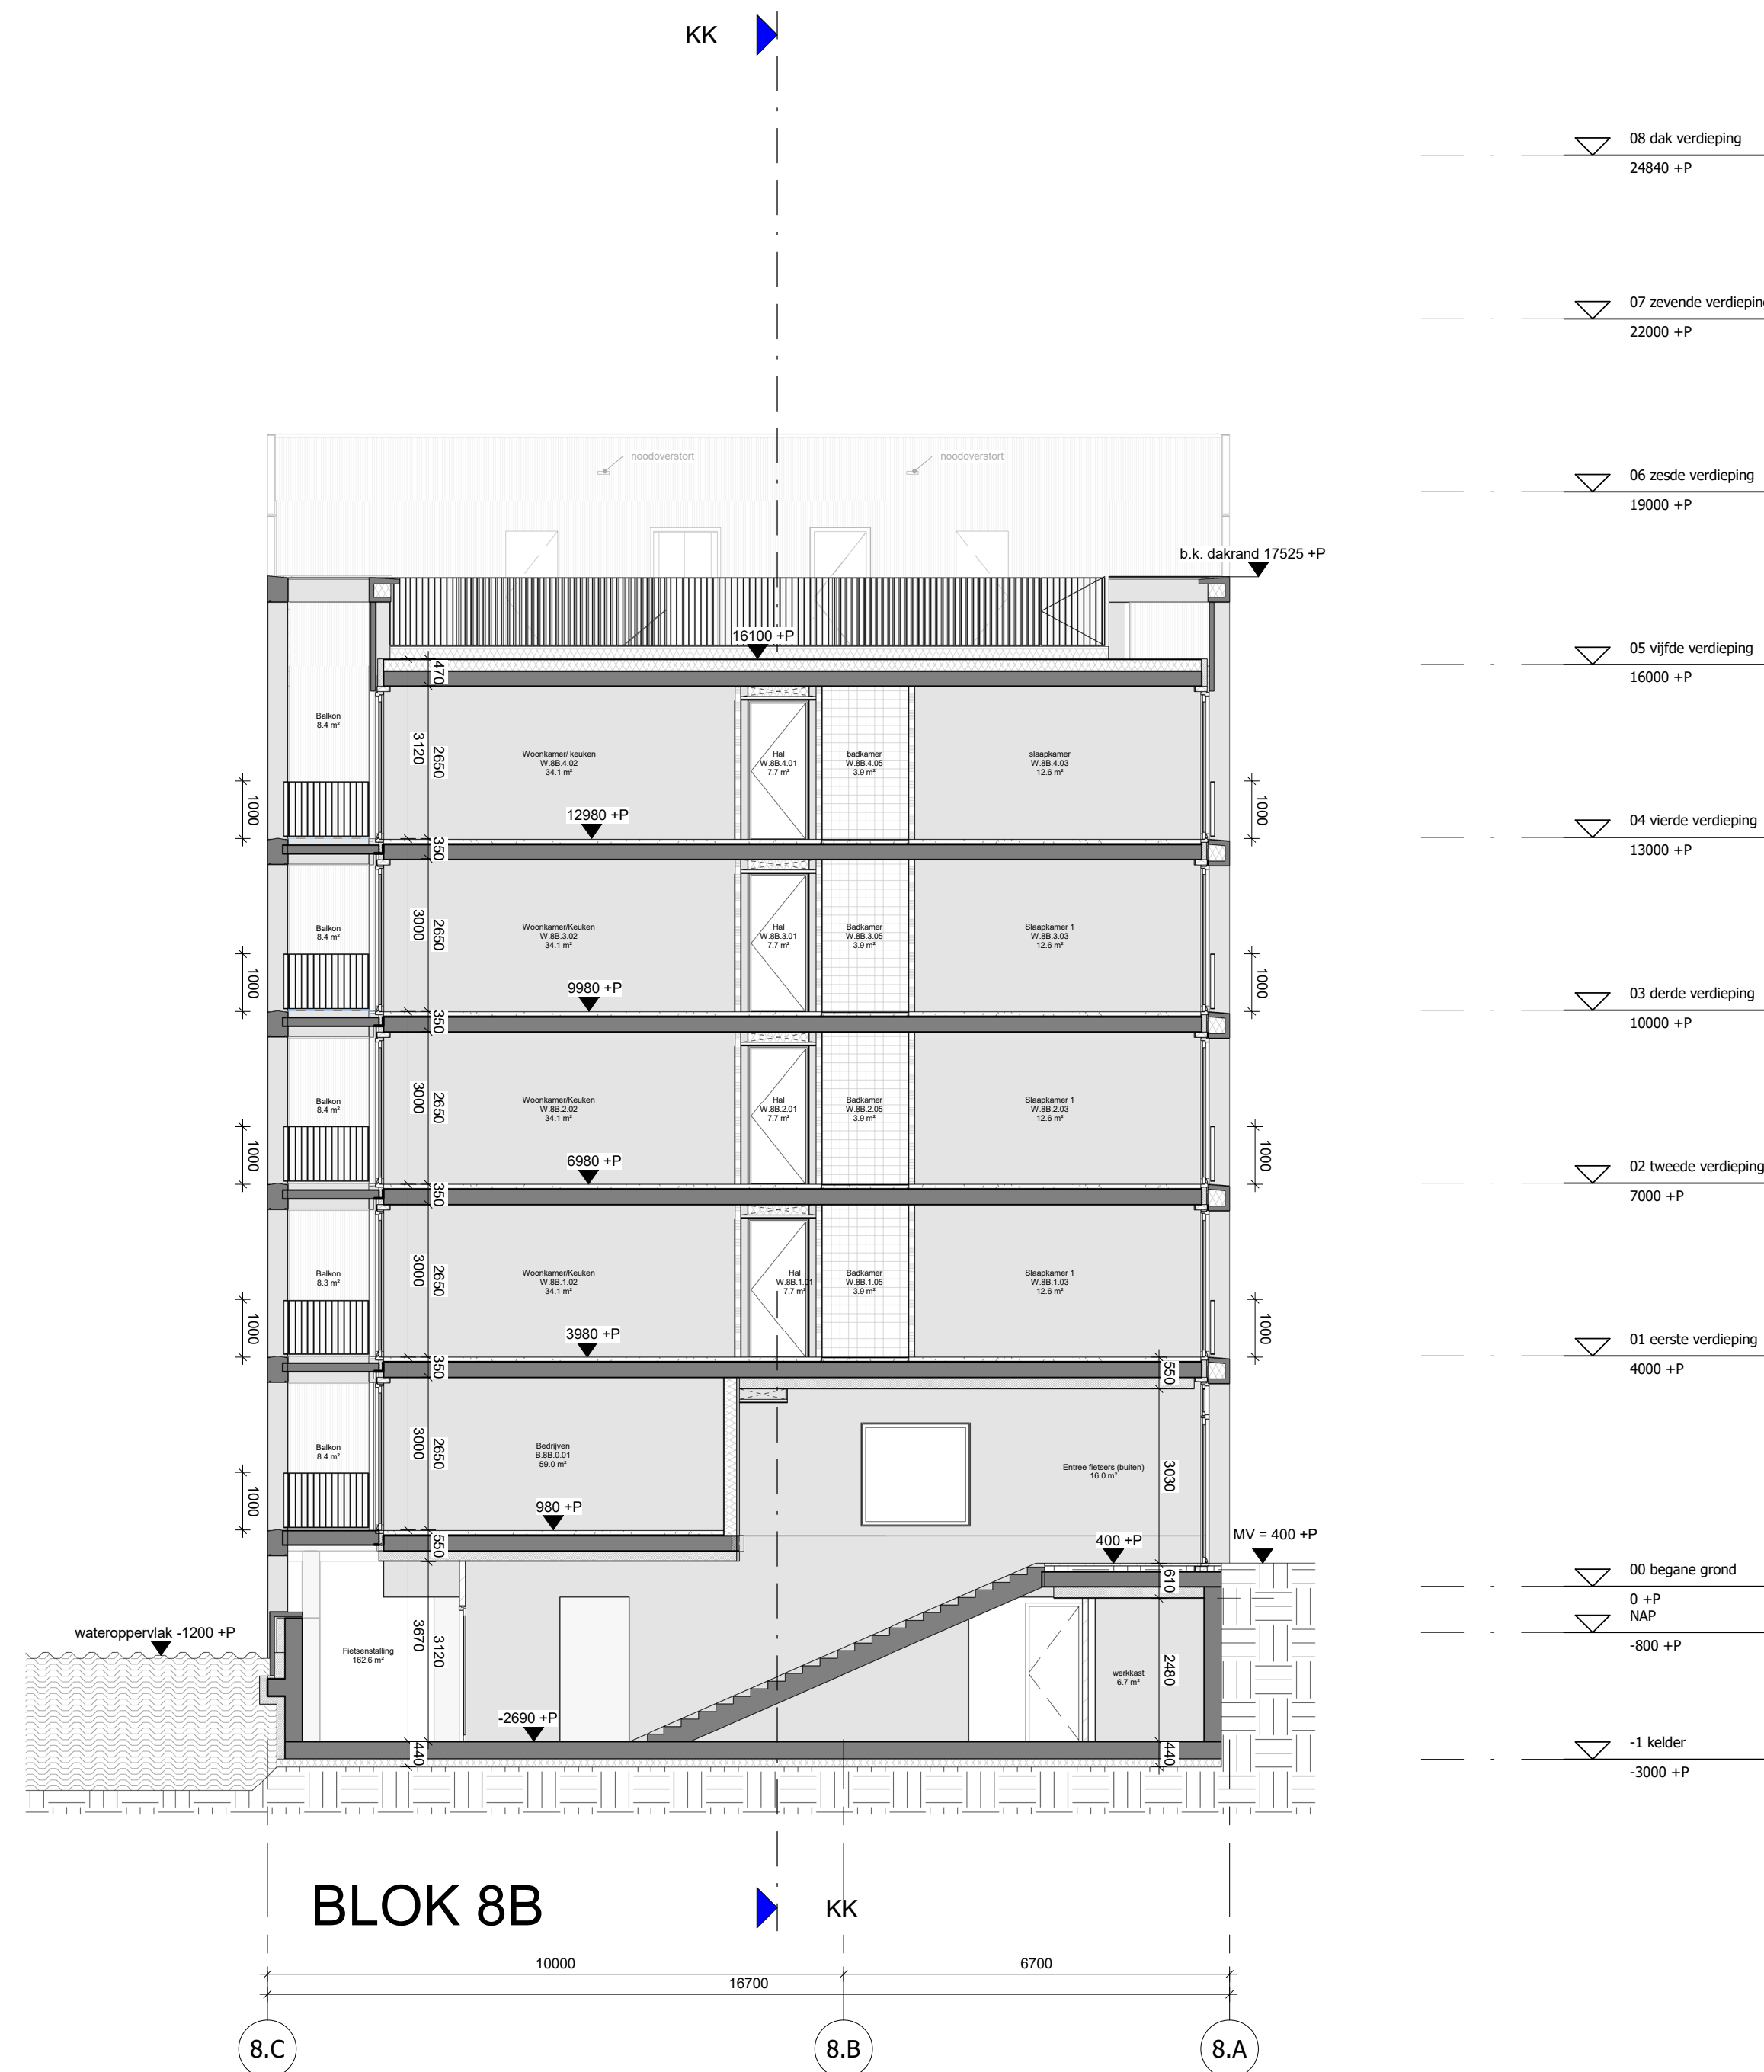 KK
08 dak verdieping
24840 +P
07 zevende verdieping
22000 +P
noodoverstort
noodoverstort
06 zesde verdieping
19000 +P
b.k. dakrand 17525 +P
16100 +P
05 vijfde verdieping
16000 +P
470
Balkon
8.4 m²
3120
2650
Woonkamer/ keuken
W.8B.4.02
34.1 m²
Hal
W.8B.4.01
7.7 m²
badkamer
W.8B.4.05
3.9 m²
slaapkamer
W.8B.4.03
12.6 m²
1000
1000
12980 +P
04 vierde verdieping
13000 +P
350
Balkon
8.4 m²
3000
2650
Woonkamer/Keuken
W.8B.3.02
34.1 m²
Hal
W.8B.3.01
7.7 m²
Badkamer
W.8B.3.05
3.9 m²
Slaapkamer 1
W.8B.3.03
12.6 m²
1000
1000
9980 +P
03 derde verdieping
10000 +P
350
Balkon
8.4 m²
3000
2650
Woonkamer/Keuken
W.8B.2.02
34.1 m²
Hal
W.8B.2.01
7.7 m²
Badkamer
W.8B.2.05
3.9 m²
Slaapkamer 1
W.8B.2.03
12.6 m²
1000
1000
6980 +P
02 tweede verdieping
7000 +P
350
Balkon
8.3 m²
3000
2650
Woonkamer/Keuken
W.8B.1.02
34.1 m²
Hal
W.8B.1.01
7.7 m²
Badkamer
W.8B.1.05
3.9 m²
Slaapkamer 1
W.8B.1.03
12.6 m²
1000
1000
3980 +P
01 eerste verdieping
4000 +P
350
550
Balkon
8.4 m²
3000
2650
Bedrijven
B.8B.0.01
59.0 m²
Entree fietsers (buiten)
16.0 m²
3030
1000
980 +P
550
400 +P
MV = 400 +P
00 begane grond
0 +P
610
NAP
-800 +P
wateroppervlak -1200 +P
Fietsenstalling
162.6 m²
3670
3120
werkkast
6.7 m²
2480
-2690 +P
440
440
-1 kelder
-3000 +P
BLOK 8B
KK
10000
6700
16700
8.C
8.B
8.A